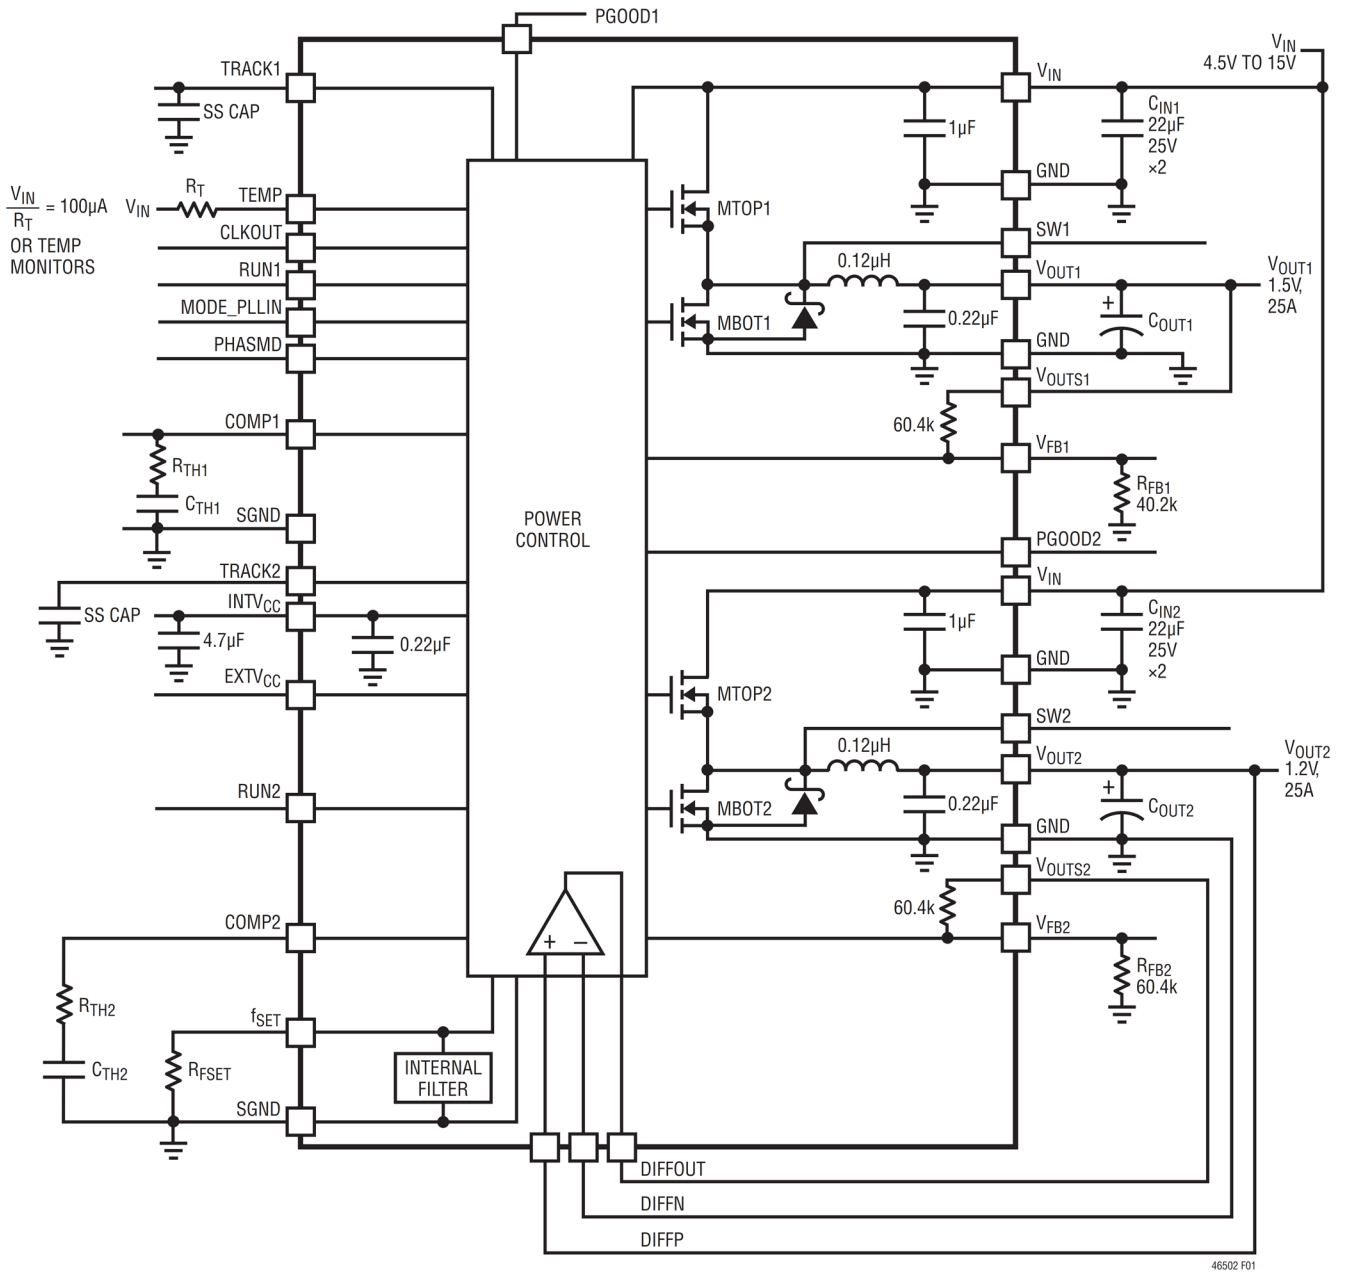 PGOOD1
TRACK1
SS CAP
VIN
4.5V TO 15V
VIN
CIN1
22µF
25V
×2
1µF
GND
VIN/RT = 100µA
OR TEMP
MONITORS
VIN
RT
TEMP
CLKOUT
RUN1
MODE_PLLIN
PHASMD
MTOP1
SW1
0.12µH
VOUT1
VOUT1
1.5V,
25A
MBOT1
0.22µF
+
COUT1
GND
VOUTS1
60.4k
VFB1
RFB1
40.2k
COMP1
RTH1
CTH1
SGND
POWER
CONTROL
PGOOD2
TRACK2
SS CAP
INTVCC
4.7µF
0.22µF
VIN
1µF
CIN2
22µF
25V
×2
GND
EXTVCC
MTOP2
SW2
0.12µH
VOUT2
VOUT2
1.2V,
25A
RUN2
MBOT2
0.22µF
+
COUT2
GND
VOUTS2
60.4k
VFB2
RFB2
60.4k
COMP2
+ –
RTH2
CTH2
fSET
RFSET
INTERNAL
FILTER
SGND
DIFFOUT
DIFFN
DIFFP
46502 F01